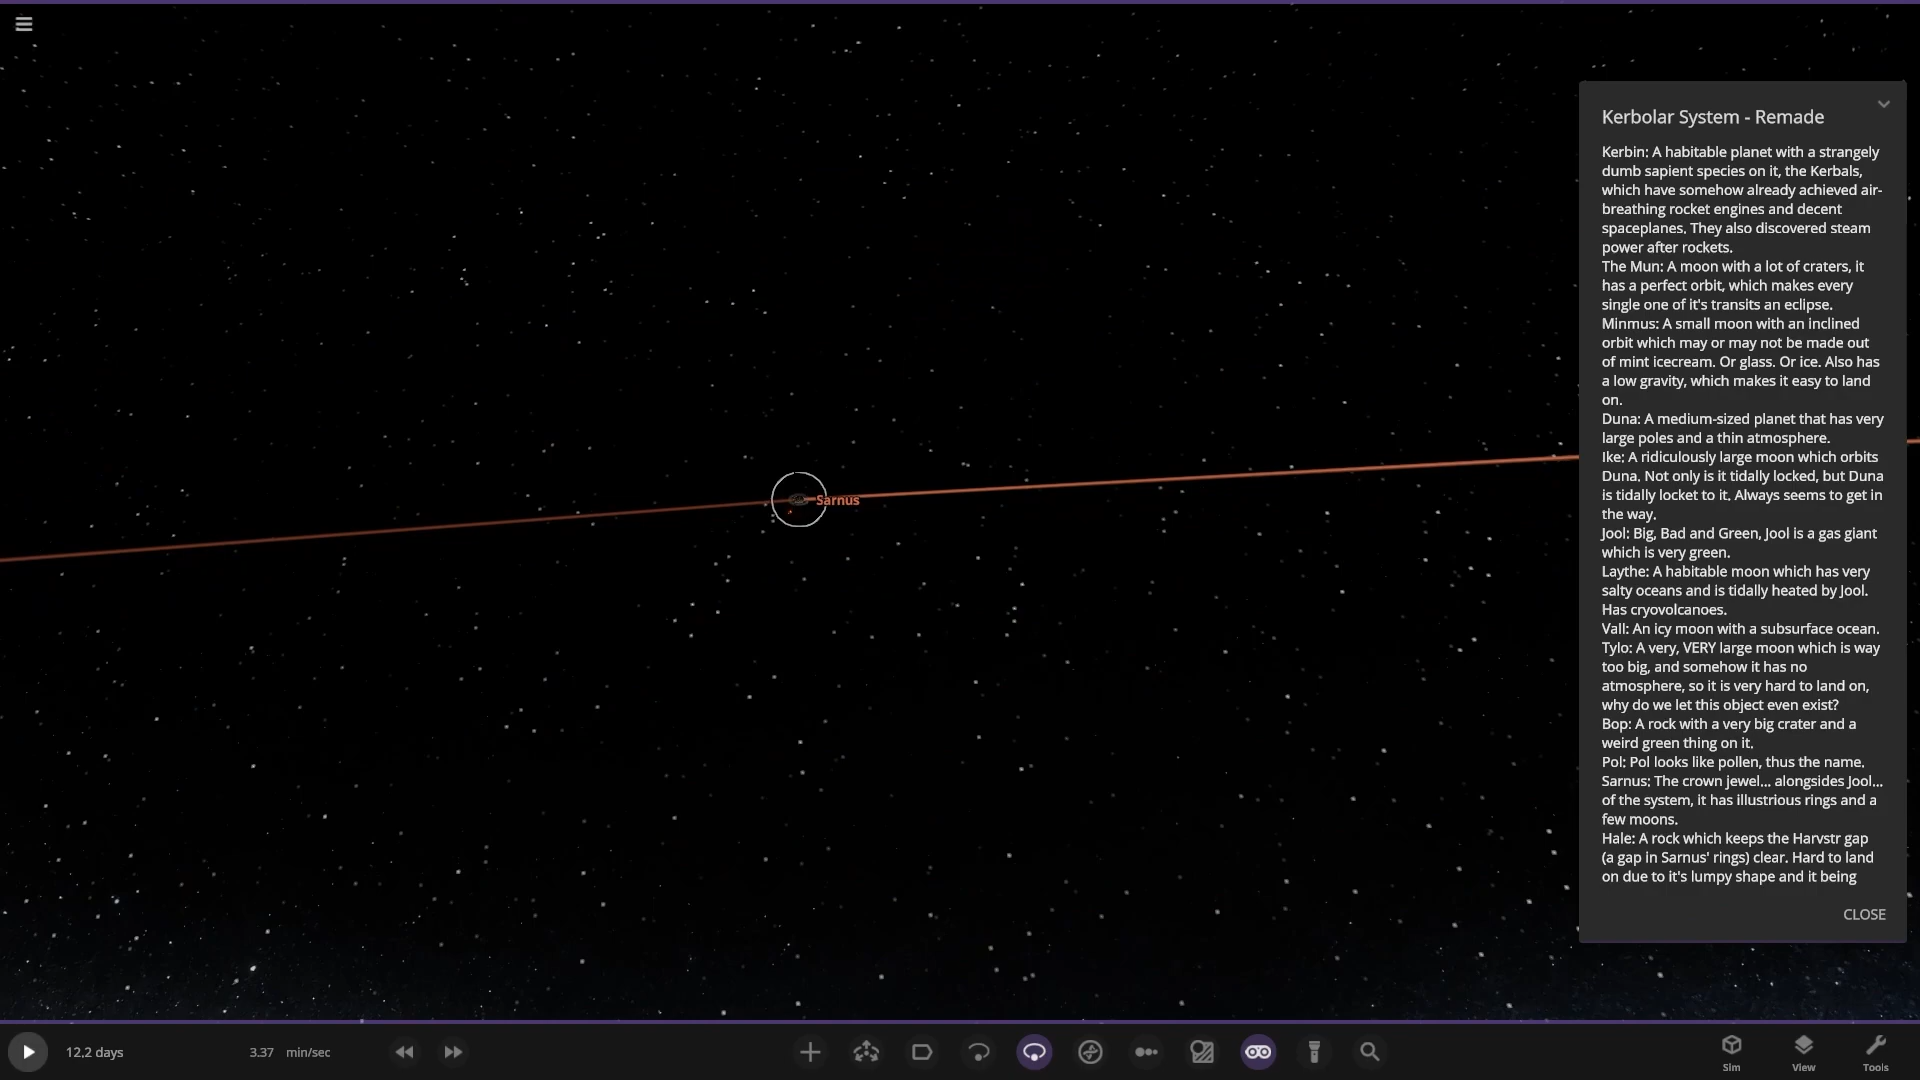 Kerbolar System - Remade
Kerbin: A habitable planet with a strangely
dumb sapient species on it, the Kerbals,
which have somehow already achieved air-
breathing rocket engines and decent
spaceplanes. They also discovered steam
power after rockets.
The Mun: A moon with a lot of craters, it
has a perfect orbit, which makes every
single one of it's transits an eclipse.
Minmus: A small moon with an inclined
orbit which may or may not be made out
of mint icecream. Or glass. Or ice. Also has
a low gravity, which makes it easy to land
on.
Duna: A medium-sized planet that has very
large poles and a thin atmosphere.
Ike: A ridiculously large moon which orbits
Duna. Not only is it tidally locked, but Duna
is tidally locket to it. Always seems to get in
the way.
Jool: Big, Bad and Green, Jool is a gas giant
which is very green.
Laythe: A habitable moon which has very
salty oceans and is tidally heated by Jool.
Has cryovolcanoes.
Vall: An icy moon with a subsurface ocean.
Tylo: A very, VERY large moon which is way
too big, and somehow it has no
atmosphere, so it is very hard to land on,
why do we let this object even exist?
Bop: A rock with a very big crater and a
weird green thing on it.
Pol: Pol looks like pollen, thus the name.
Sarnus: The crown jewel... alongsides Jool...
of the system, it has illustrious rings and a
few moons.
Hale: A rock which keeps the Harvstr gap
(a gap in Sarnus' rings) clear. Hard to land
on due to it's lumpy shape and it being
CLOSE
Sarnus
12.2 days
3.37 min/sec
Sim
View
Tools